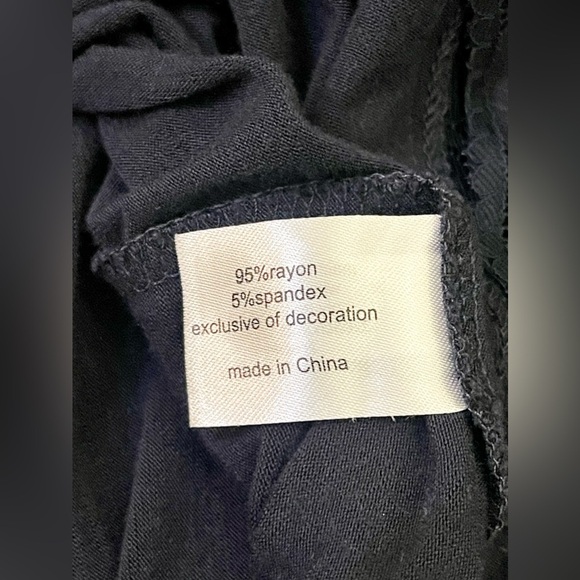 95%rayon
5%spandex
exclusive of decoration
made in China